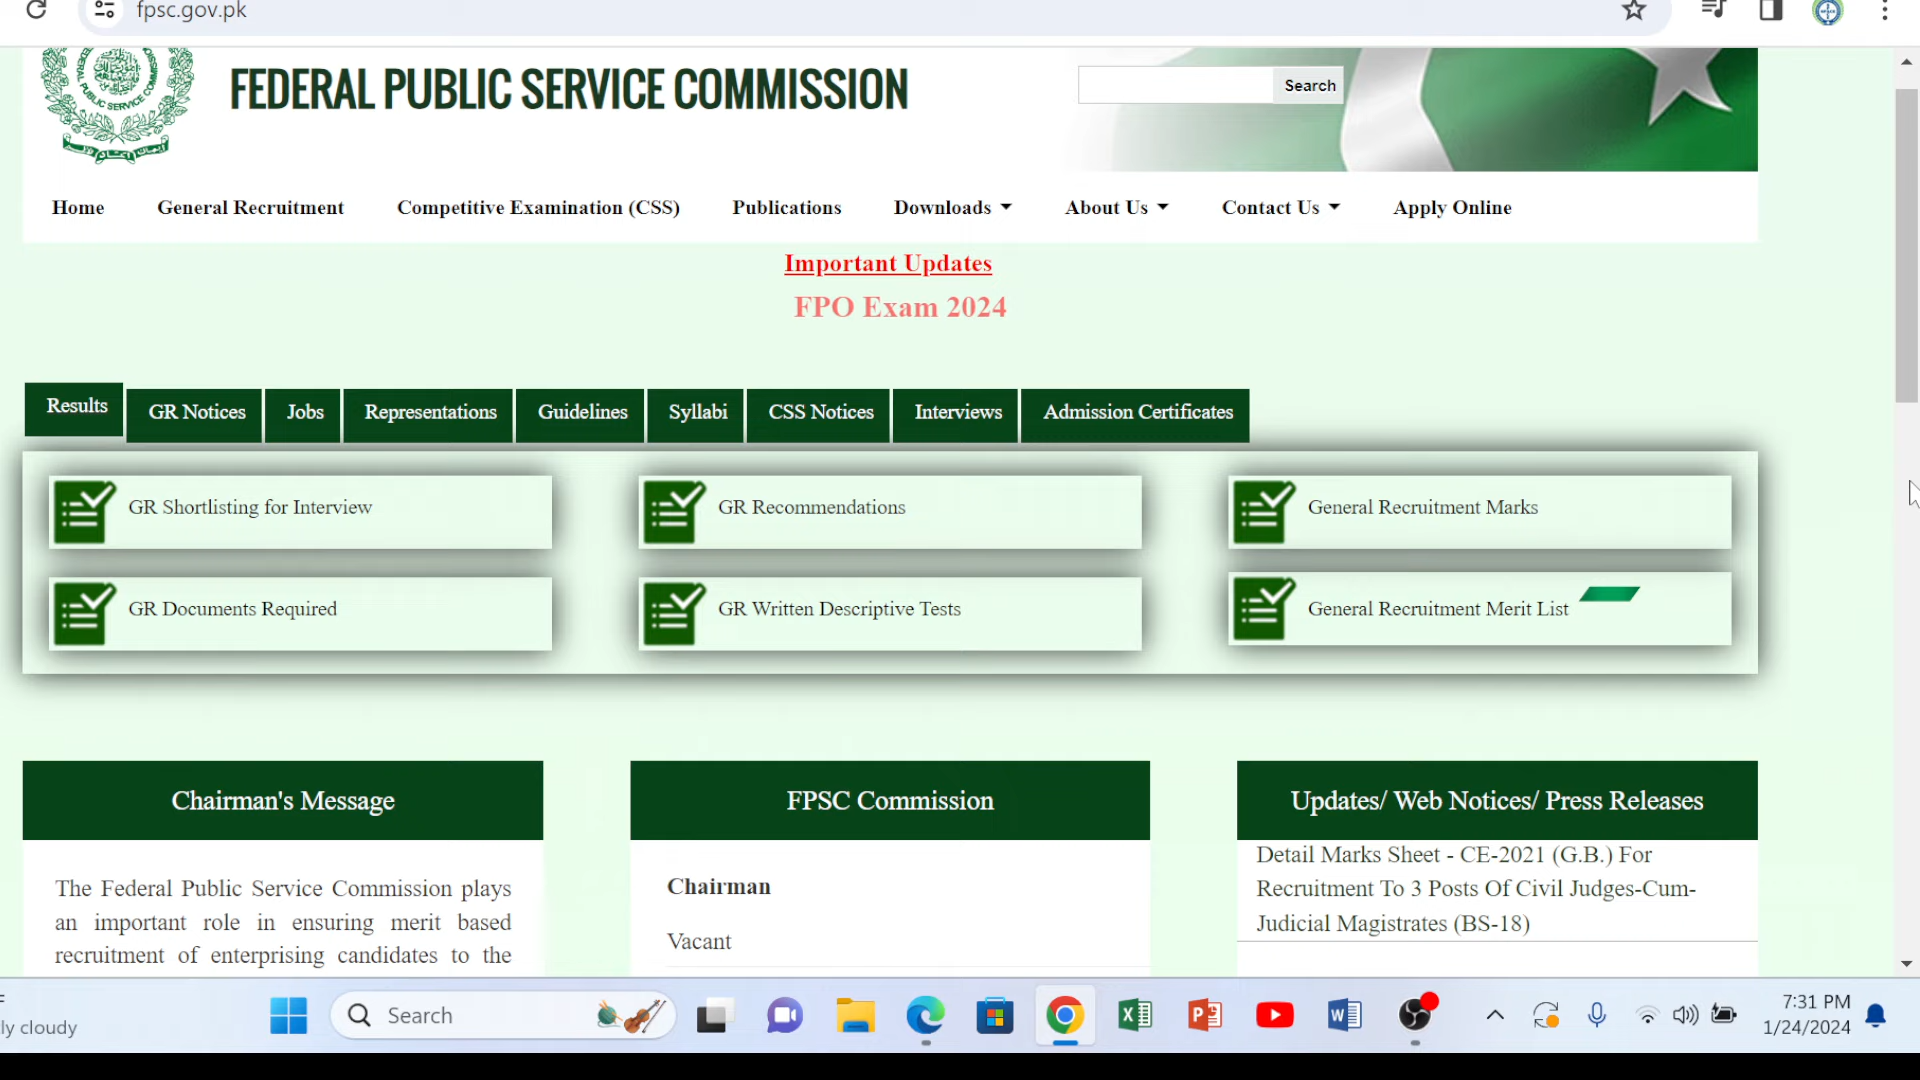 fpsc.gov.pk
PUBLIC SERVICE
FEDERAL PUBLIC SERVICE COMMISSION
Search
Home General Recruitment Competitive Examination (CSS) Publications Downloads About Us Contact Us Apply Online
Important Updates
FPO Exam 2024
Results GR Notices Jobs Representations Guidelines Syllabi CSS Notices Interviews Admission Certificates
GR Shortlisting for Interview GR Recommendations General Recruitment Marks
GR Documents Required GR Written Descriptive Tests General Recruitment Merit List
Chairman's Message
The Federal Public Service Commission plays
an important role in ensuring merit based
recruitment of enterprising candidates to the
FPSC Commission
Chairman
Vacant
Updates/ Web Notices/ Press Releases
Detail Marks Sheet - CE-2021 (G.B.) For
Recruitment To 3 Posts Of Civil Judges-Cum-
Judicial Magistrates (BS-18)
ly cloudy
Search
7:31 PM
1/24/2024